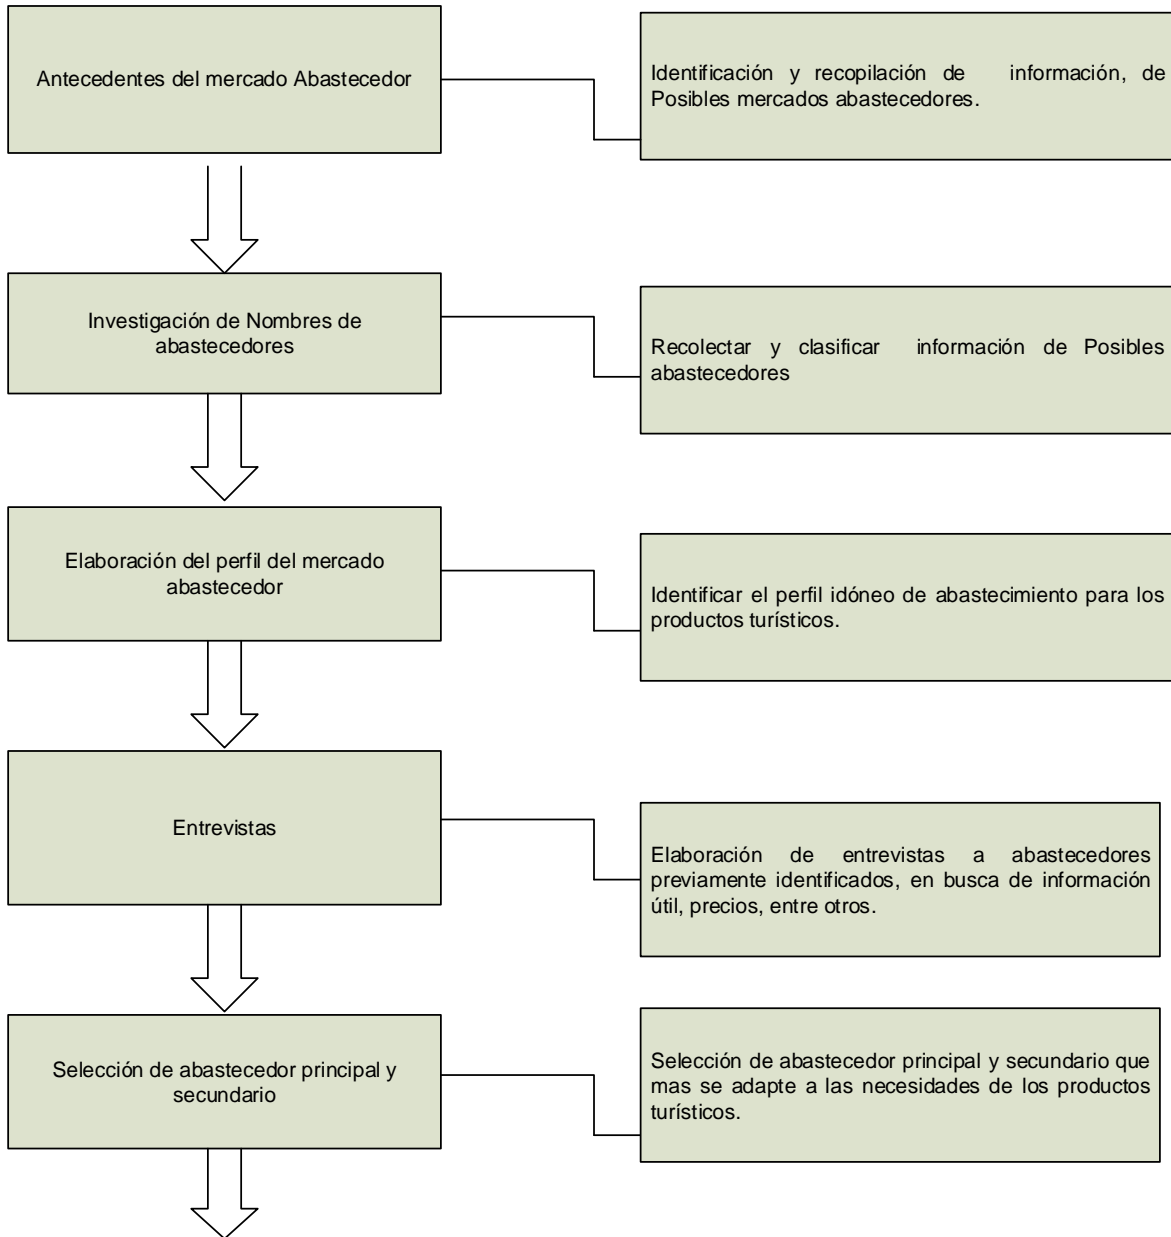 Antecedentes del mercado Abastecedor
Identificación y recopilación de información, de
Posibles mercados abastecedores.
Investigación de Nombres de
abastecedores
Recolectar y clasificar información de Posibles
abastecedores
Elaboración del perfil del mercado
abastecedor
Identificar el perfil idóneo de abastecimiento para los
productos turísticos.
Entrevistas
Elaboración de entrevistas a abastecedores
previamente identificados, en busca de información
útil, precios, entre otros.
Selección de abastecedor principal y
secundario
Selección de abastecedor principal y secundario que
mas se adapte a las necesidades de los productos
turísticos.